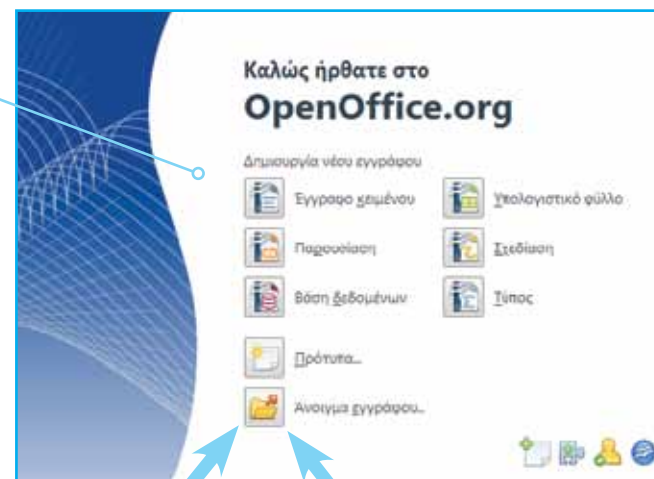 Καλώς ήρθατε στο
OpenOffice.org
Δημιουργία νέου εγγράφου
Έγγραφο κειμένου
Υπολογιστικό φύλλο
Παρουσίαση
Σχεδίαση
Βάση δεδομένων
Τύπος
Πρότυπα...
Άνοιγμα εγγράφου...